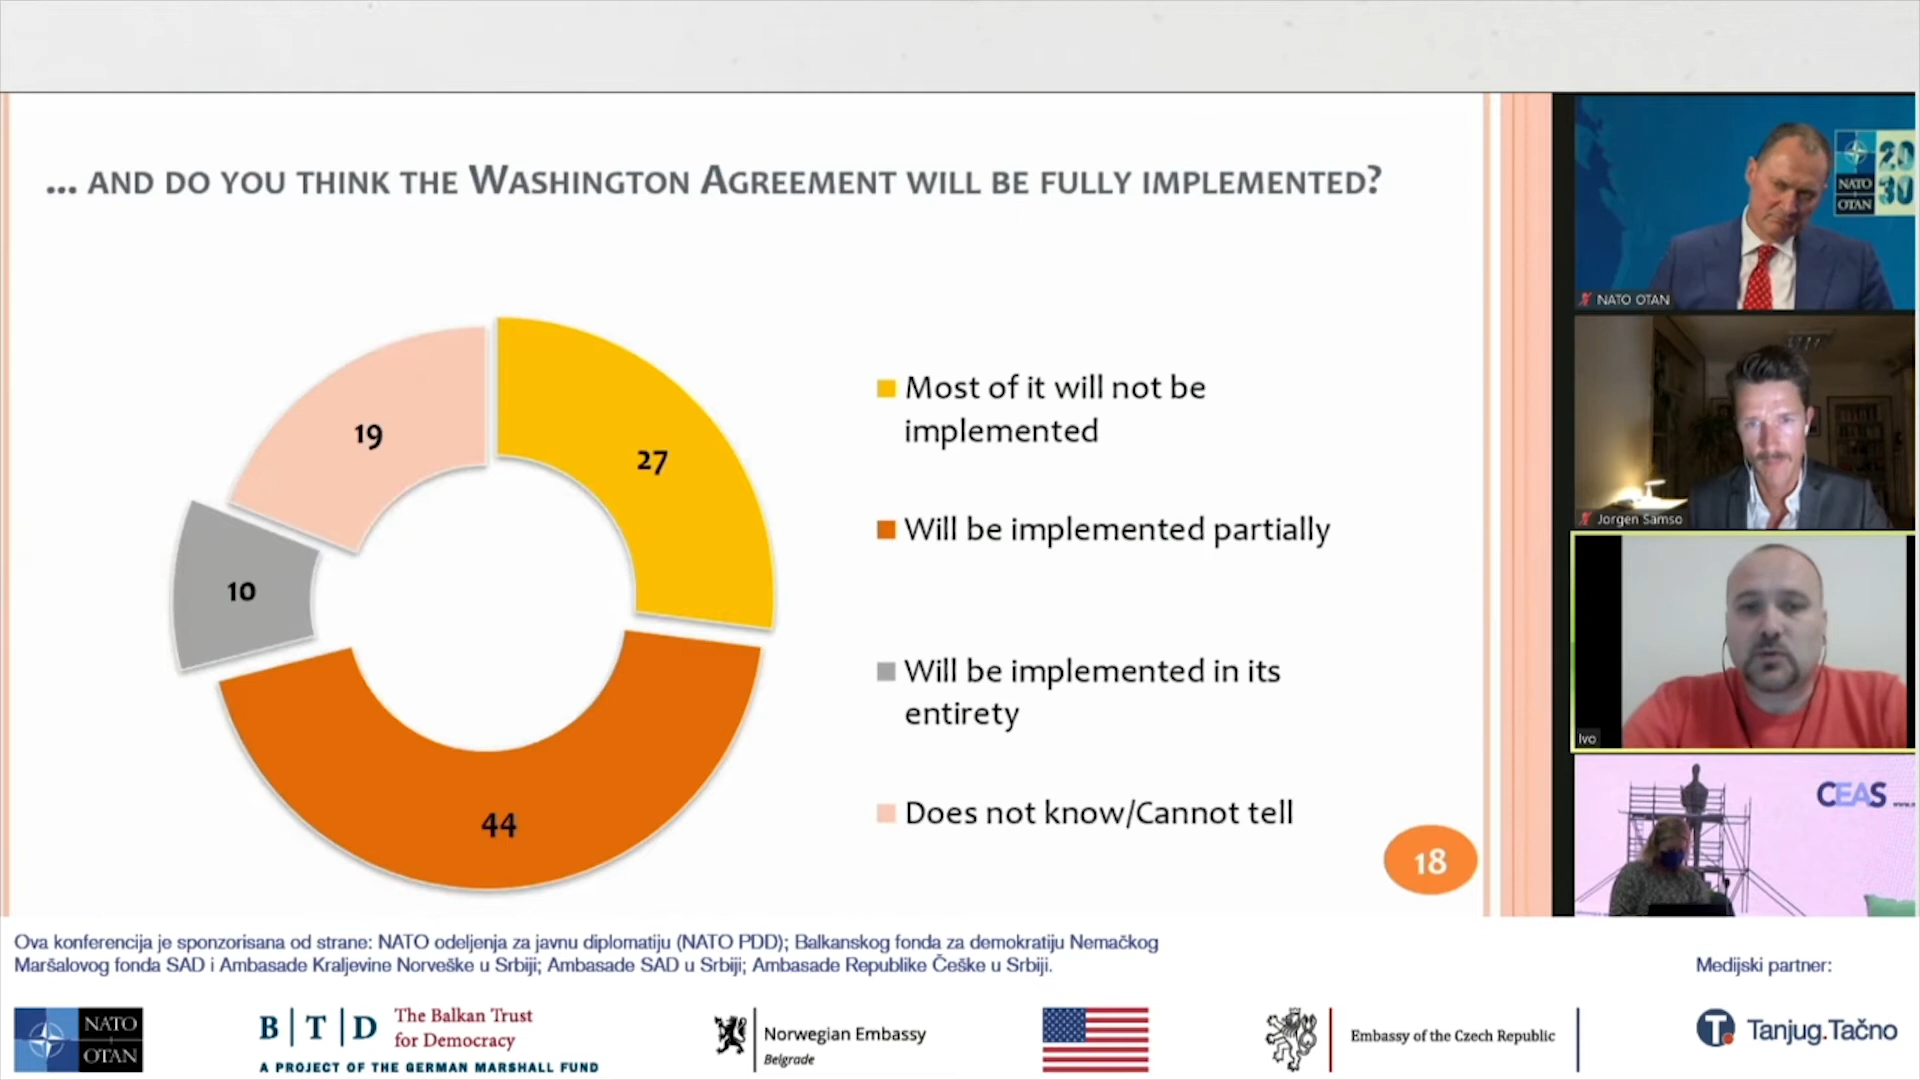 ... AND DO YOU THINK THE WASHINGTON AGREEMENT WILL BE FULLY IMPLEMENTED?
19
27
10
44
Most of it will not be
implemented
Will be implemented partially
Will be implemented in its
entirety
Does not know/Cannot tell
18
20
30
NATO
OTAN
NATO OTAN
Jorgen Samso
Ivo
CEAS
Ova konferencija je sponzorisana od strane: NATO odeljenja za javnu diplomatiju (NATO PDD); Balkanskog fonda za demokratiju Nemačkog
Maršalovog fonda SAD i Ambasade Kraljevine Norveške u Srbiji; Ambasade SAD u Srbiji; Ambasade Republike Češke u Srbiji.
Medijski partner:
NATO
OTAN
B|T|D
The Balkan Trust
for Democracy
A PROJECT OF THE GERMAN MARSHALL FUND
Norwegian Embassy
Belgrade
Embassy of the Czech Republic
T.
Tanjug.Tačno